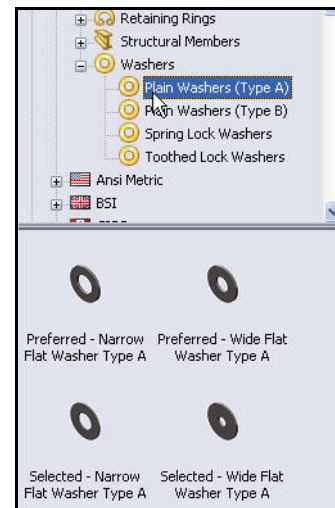 Retaining Rings
Structural Members
Washers
Plain Washers (Type A)
Plain Washers (Type B)
Spring Lock Washers
Toothed Lock Washers
Ansi Metric
BSI
Preferred - Narrow
Flat Washer Type A
Preferred - Wide Flat
Washer Type A
Selected - Narrow
Flat Washer Type A
Selected - Wide Flat
Washer Type A